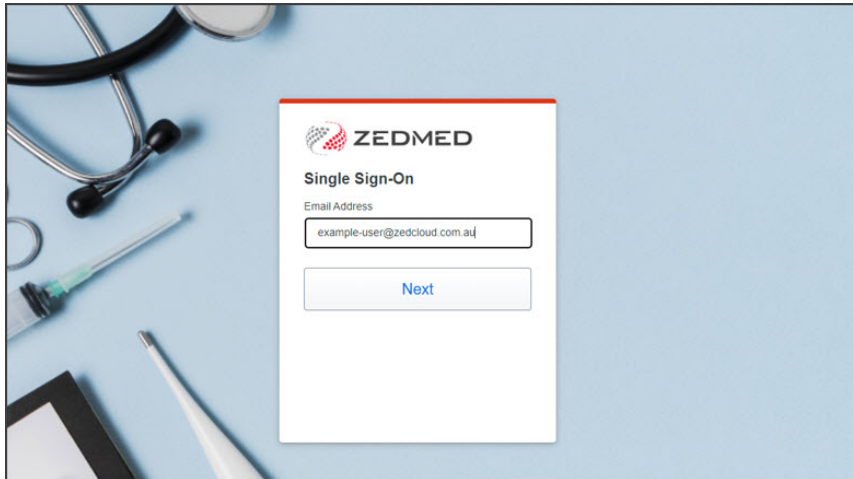 ZEDMED
Single Sign-On
Email Address
example-user@zedcloud.com.au
Next